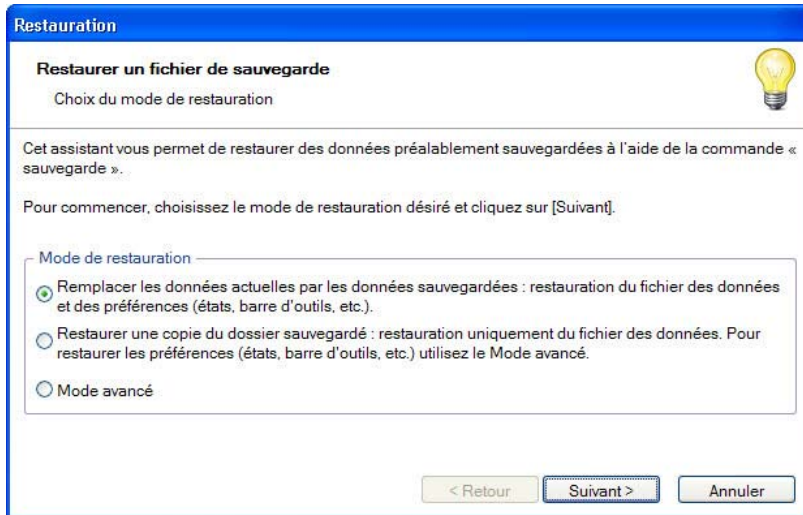 Restauration
Restaurer un fichier de sauvegarde
Choix du mode de restauration
Cet assistant vous permet de restaurer des données préalablement sauvegardées à l'aide de la commande «
sauvegarde ».
Pour commencer, choisissez le mode de restauration désiré et cliquez sur [Suivant].
Mode de restauration
Remplacer les données actuelles par les données sauvegardées : restauration du fichier des données
et des préférences (états, barre d'outils, etc.).
Restaurer une copie du dossier sauvegardé : restauration uniquement du fichier des données. Pour
restaurer les préférences (états, barre d'outils, etc.) utilisez le Mode avancé.
Mode avancé
< Retour
Suivant >
Annuler